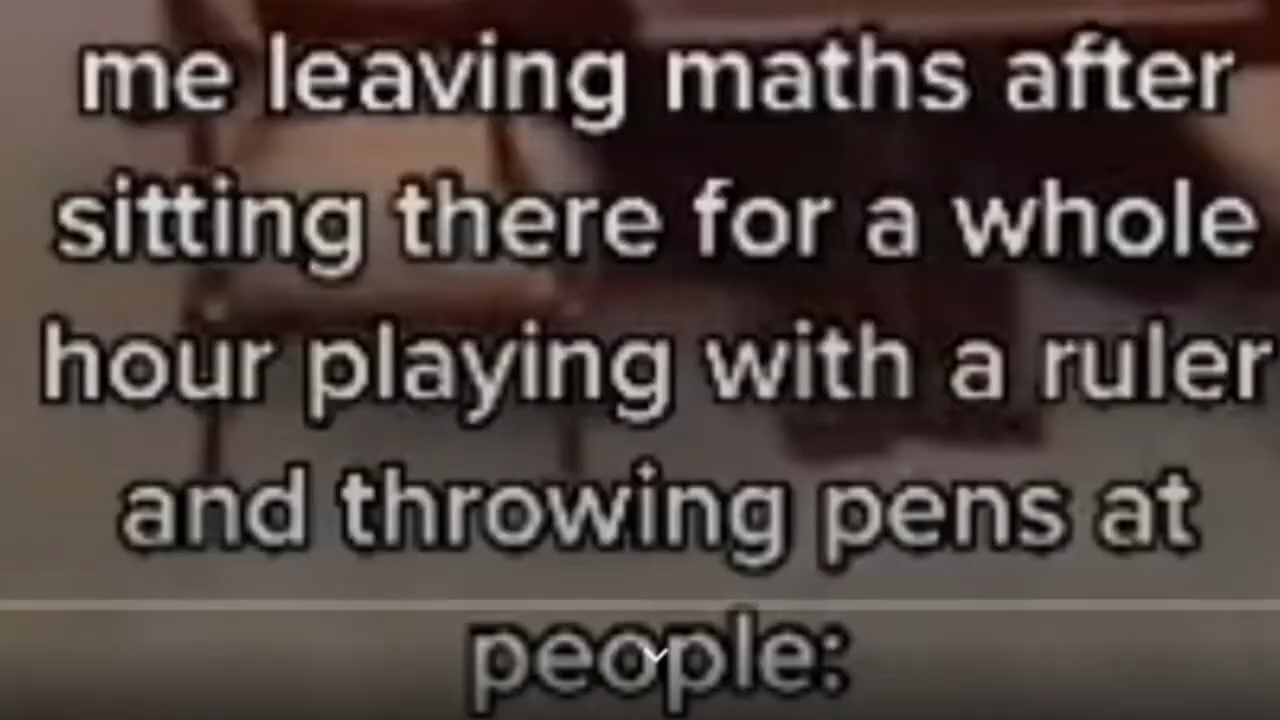 me leaving maths after
sitting there for a whole
hour playing with a ruler
and throwing pens at
people: